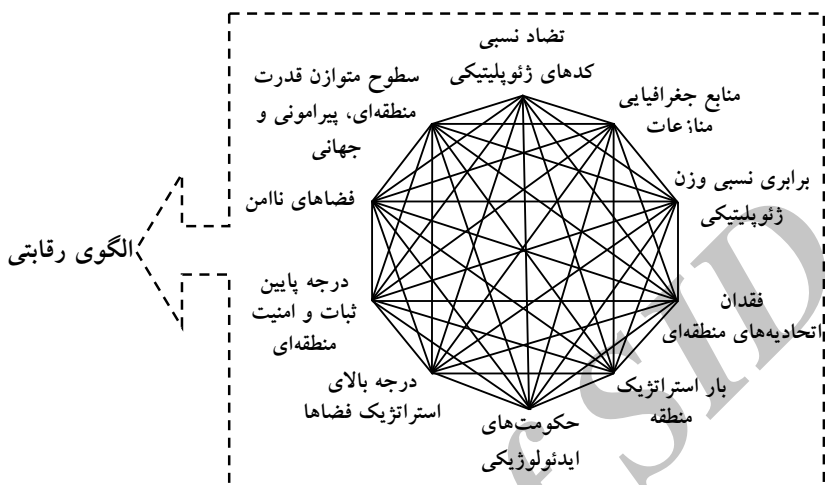 تضاد نسبی
کدهای ژئوپلیتیکی
منابع جغرافیایی
منازعات
برابری نسبی وزن
ژئوپلیتیکی
فقدان
اتحادیه‌های منطقه‌ای
بار استراتژیک
منطقه
حکومت‌های
ایدئولوژیکی
درجه بالای
استراتژیک فضاها
درجه پایین
ثبات و امنیت
منطقه‌ای
فضاهای ناامن
سطوح متوازن قدرت
منطقه‌ای، پیرامونی و
جهانی
الگوی رقابتی
f SID